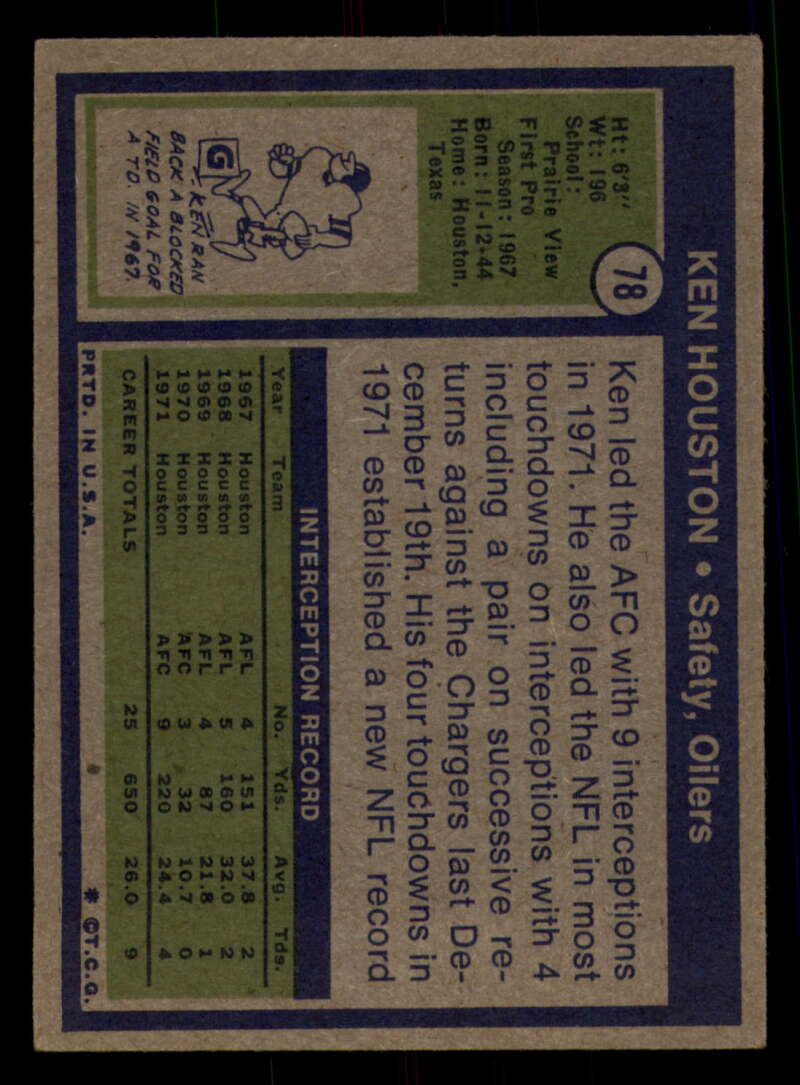 KEN HOUSTON • Safety, Oilers
78
Ht: 6'3"
Wt: 196
School:
Prairie View
First Pro
Season: 1967
Born: 11-12-44
Home: Houston,
Texas
11
G
KEN RAN
BACK A BLOCKED
FIELD GOAL FOR
A TD. IN 1967.
Ken led the AFC with 9 interceptions
in 1971. He also led the NFL in most
touchdowns on interceptions with 4
including a pair on successive re-
turns against the Chargers last De-
cember 19th. His four touchdowns in
1971 established a new NFL record
INTERCEPTION RECORD
Year Team No. Yds. Avg. Tds.
1967 Houston AFL 4 151 37.8 2
1968 Houston AFL 5 160 32.0 2
1969 Houston AFL 4 87 21.8 1
1970 Houston AFC 3 32 10.7 0
1971 Houston AFC 9 220 24.4 4
CAREER TOTALS 25 650 26.0 9
PRTD. IN U.S.A. * ©T.C.G.